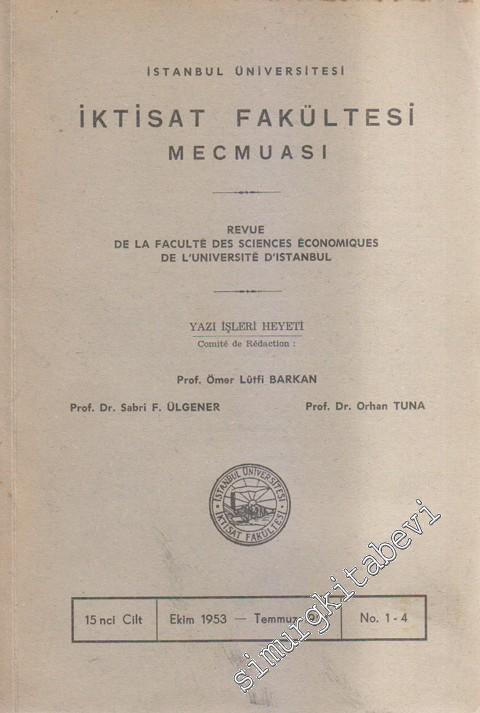 İSTANBUL ÜNİVERSİTESİ
İKTİSAT FAKÜLTESİ
MECMUASI
REVUE
DE LA FACULTÉ DES SCIENCES ÉCONOMIQUES
DE L'UNIVERSITÉ D'ISTANBUL
YAZI İŞLERİ HEYETİ
Comité de Rédaction :
Prof. Ömer Lûtfi BARKAN
Prof. Dr. Sabri F. ÜLGENER
Prof. Dr. Orhan TUNA
İSTANBUL ÜNİVERSİTESİ
İKTİSAT FAKÜLTESİ
15 nci Cilt
Ekim 1953 — Temmuz
No. 1 - 4
simurgkitabevi